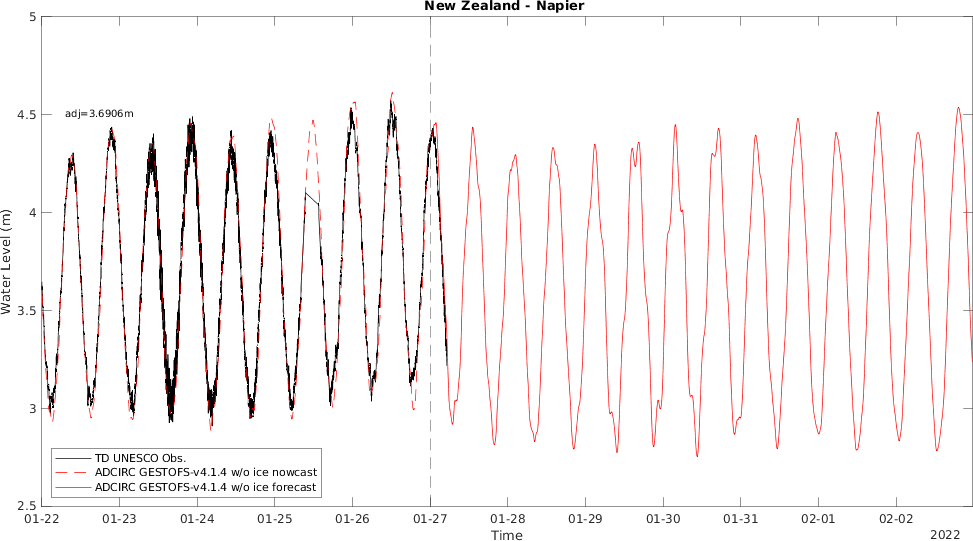 New Zealand - Napier
5
4.5
4
3.5
3
2.5
Water Level (m)
adj=3.6906m
TD UNESCO Obs.
ADCIRC GESTOFS-v4.1.4 w/o ice nowcast
ADCIRC GESTOFS-v4.1.4 w/o ice forecast
01-22 01-23 01-24 01-25 01-26 01-27 01-28 01-29 01-30 01-31 02-01 02-02
Time
2022